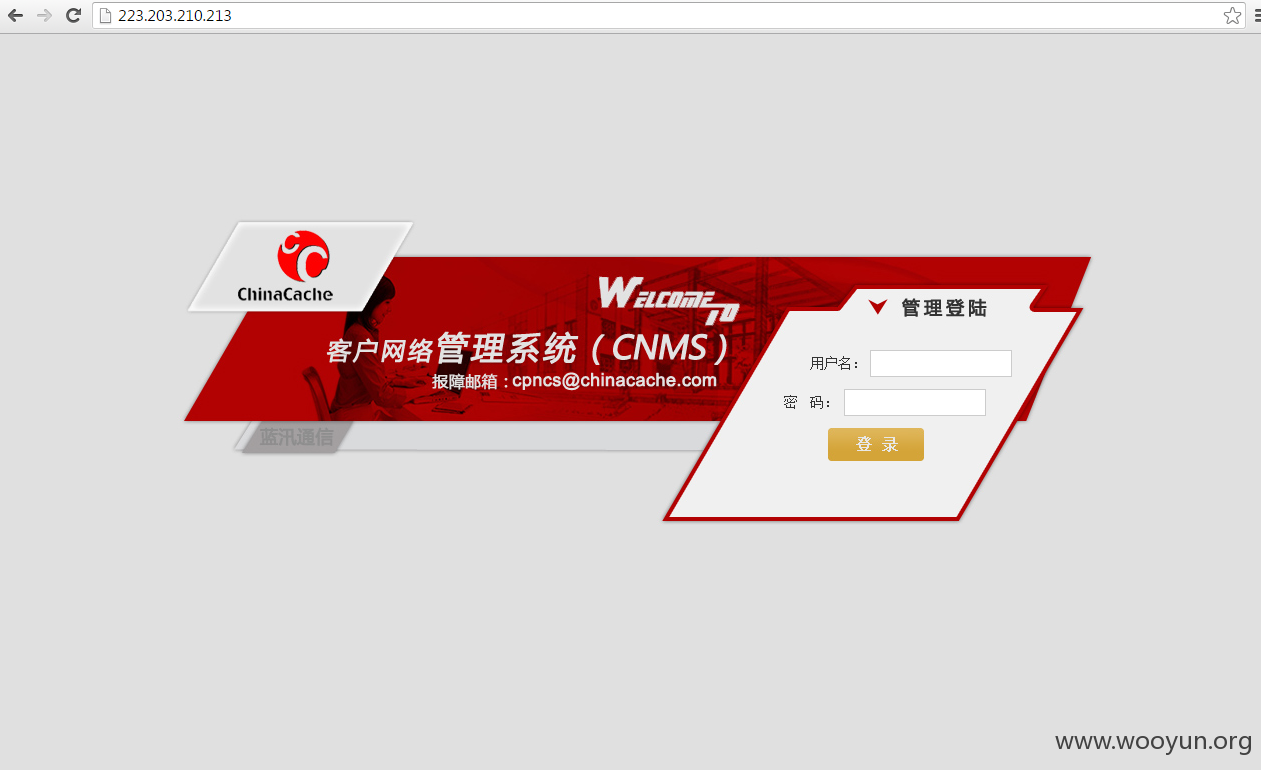 223.203.210.213
ChinaCache
WELCOME TO
客户网络管理系统（CNMS）
报障邮箱：cpncs@chinacache.com
蓝汛通信
管理登陆
用户名：
密 码：
登 录
www.wooyun.org